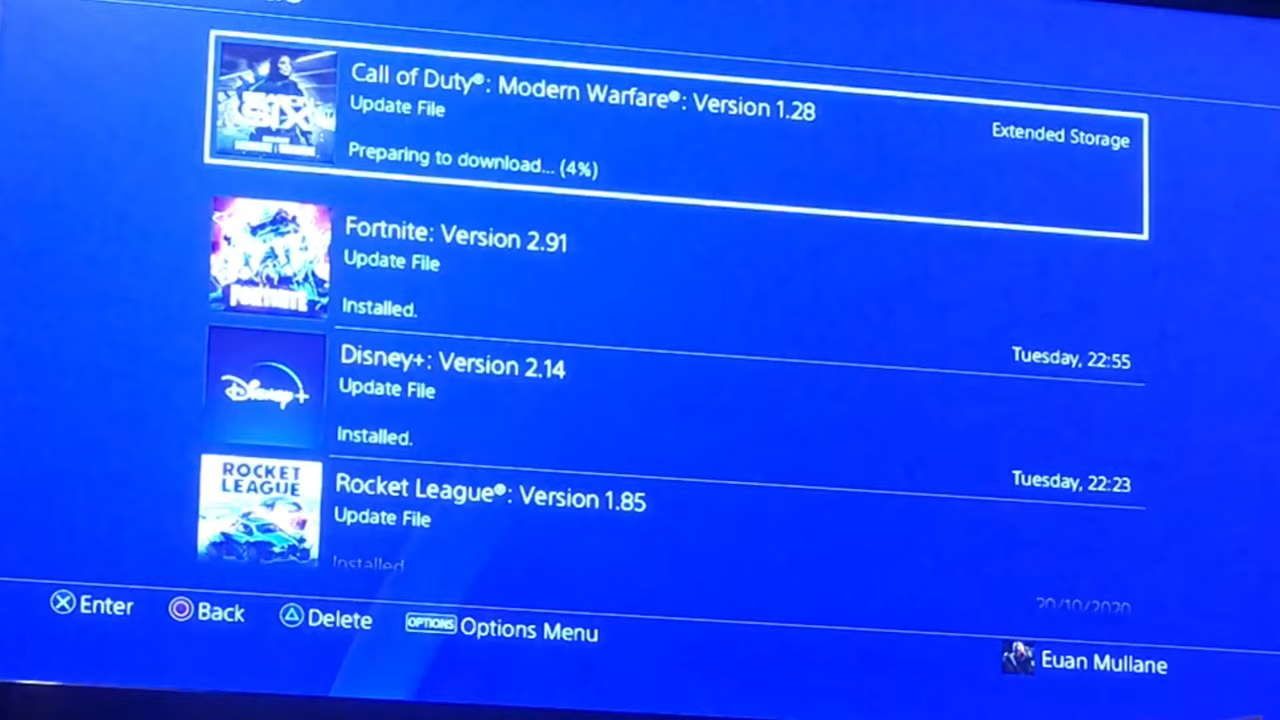 Call of Duty®: Modern Warfare®: Version 1.28
Update File
Extended Storage
Preparing to download... (4%)
Fortnite: Version 2.91
Update File
Installed.
FORTNITE
Tuesday, 22:55
Disney+: Version 2.14
Update File
Disney+
Installed.
Tuesday, 22:23
ROCKET
LEAGUE
Rocket League®: Version 1.85
Update File
Installed
20/10/2020
Enter
Back
Delete
OPTIONS Options Menu
Euan Mullane